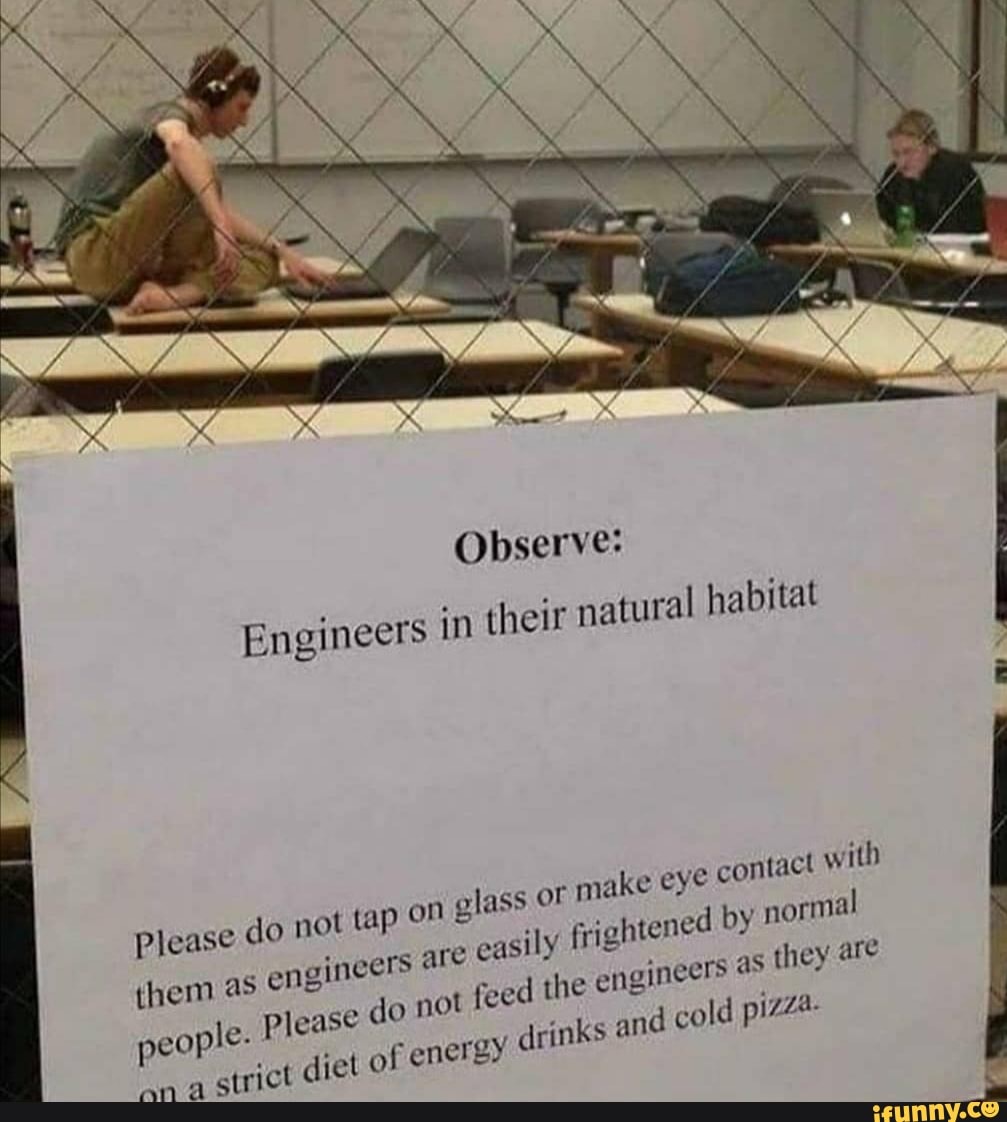 Observe:
Engineers in their natural habitat
Please do not tap on glass or make eye contact with
them as engineers are easily frightened by normal
people. Please do not feed the engineers as they are
on a strict diet of energy drinks and cold pizza.
ifunny.co